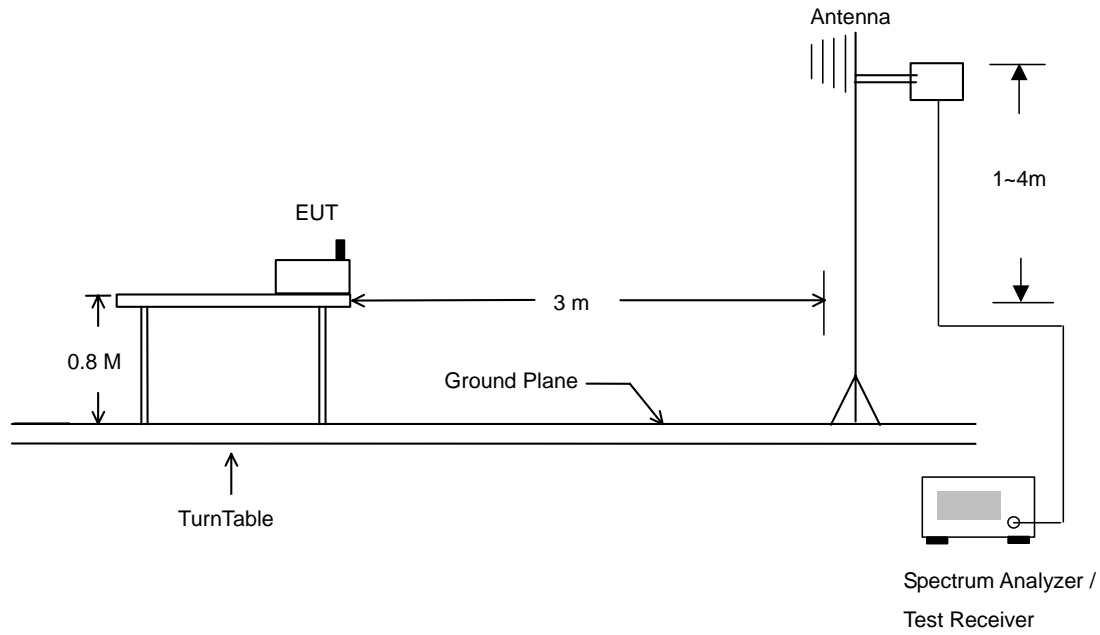 Antenna
1~4m
EUT
3 m
0.8 M
Ground Plane
TurnTable
Spectrum Analyzer /
Test Receiver